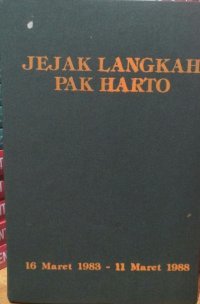 JEJAK LANGKAH
PAK HARTO
16 Maret 1983 - 11 Maret 1988